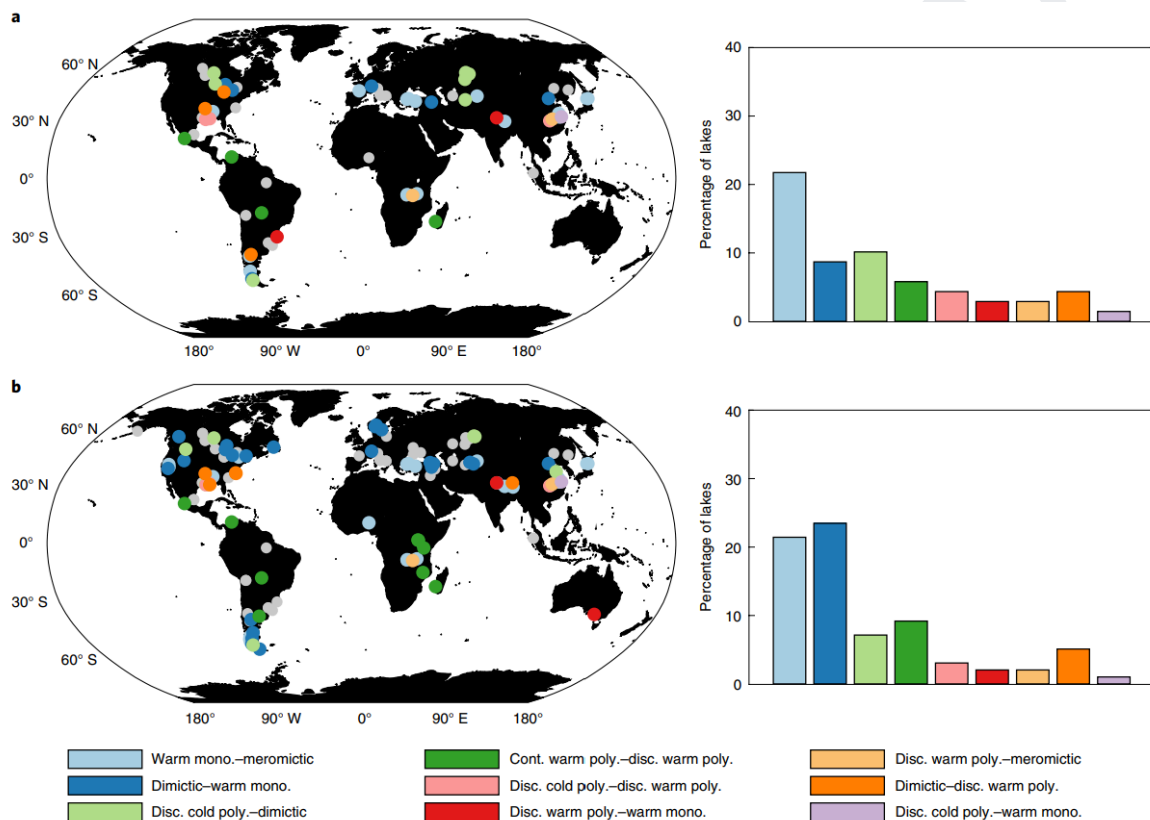 a
60° N
30° N
0°
30° S
60° S
180°
90° W
0°
90° E
180°
40
30
20
10
0
Percentage of lakes
b
60° N
30° N
0°
30° S
60° S
180°
90° W
0°
90° E
180°
40
30
20
10
0
Percentage of lakes
Warm mono.–meromictic
Dimictic–warm mono.
Disc. cold poly.–dimictic
Cont. warm poly.–disc. warm poly.
Disc. cold poly.–disc. warm poly.
Disc. warm poly.–warm mono.
Disc. warm poly.–meromictic
Dimictic–disc. warm poly.
Disc. cold poly.–warm mono.